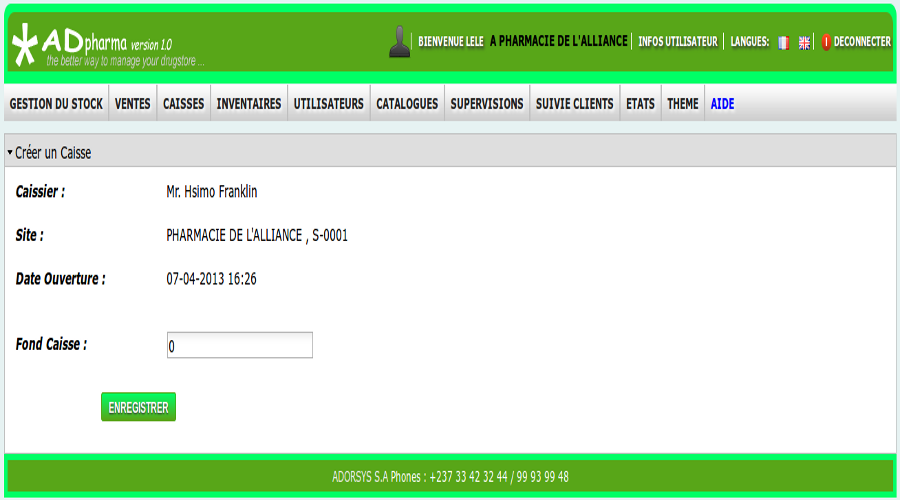 ADpharma version 1.0
the better way to manage your drugstore ...
BIENVENUE LELE A PHARMACIE DE L'ALLIANCE INFOS UTILISATEUR LANGUES: DECONNECTER
GESTION DU STOCK VENTES CAISSES INVENTAIRES UTILISATEURS CATALOGUES SUPERVISIONS SUIVIE CLIENTS ETATS THEME AIDE
Créer un Caisse
Caissier : Mr. Hsimo Franklin
Site : PHARMACIE DE L'ALLIANCE , S-0001
Date Ouverture : 07-04-2013 16:26
Fond Caisse : 0
ENREGISTRER
ADORSYS S.A Phones : +237 33 42 32 44 / 99 93 99 48